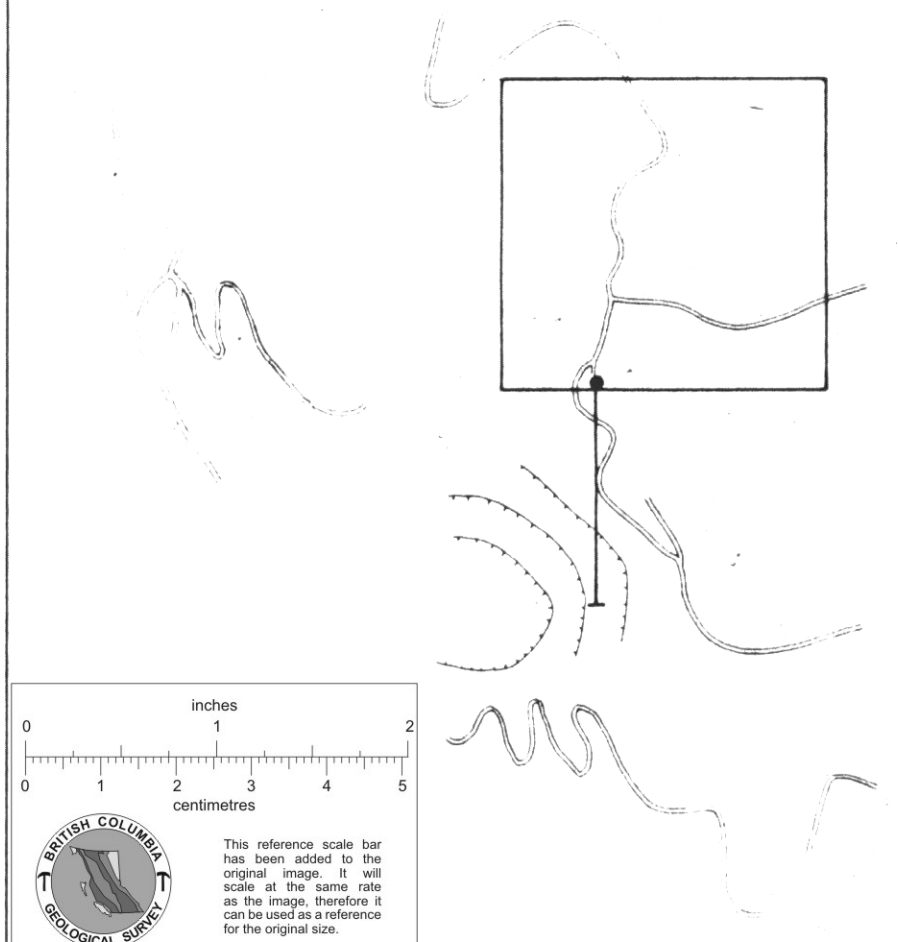 inches
0 1 2
0 1 2 3 4 5
centimetres
BRITISH COLUMBIA
GEOLOGICAL SURVEY
This reference scale bar
has been added to the
original image. It will
scale at the same rate
as the image, therefore it
can be used as a reference
for the original size.